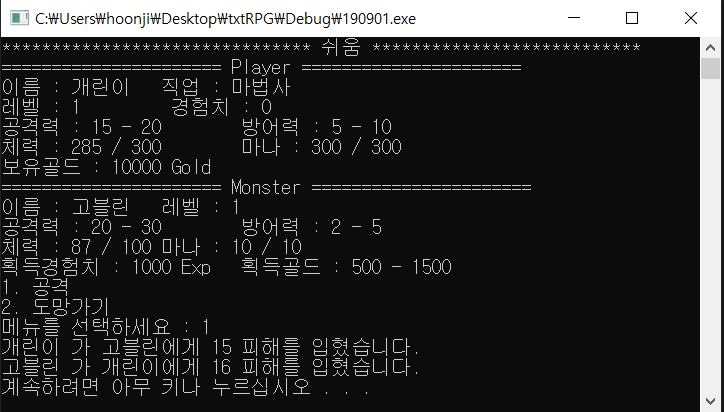 C:₩Users₩hoonji₩Desktop₩txtRPG₩Debug₩190901.exe
******************************* 쉬움 ***************************
====================== Player ======================
이름 : 개린이 직업 : 마법사
레벨 : 1 경험치 : 0
공격력 : 15 - 20 방어력 : 5 - 10
체력 : 285 / 300 마나 : 300 / 300
보유골드 : 10000 Gold
====================== Monster ======================
이름 : 고블린 레벨 : 1
공격력 : 20 - 30 방어력 : 2 - 5
체력 : 87 / 100 마나 : 10 / 10
획득경험치 : 1000 Exp 획득골드 : 500 - 1500
1. 공격
2. 도망가기
메뉴를 선택하세요 : 1
개린이 가 고블린에게 15 피해를 입혔습니다.
고블린 가 개린이에게 16 피해를 입혔습니다.
계속하려면 아무 키나 누르십시오 . . .